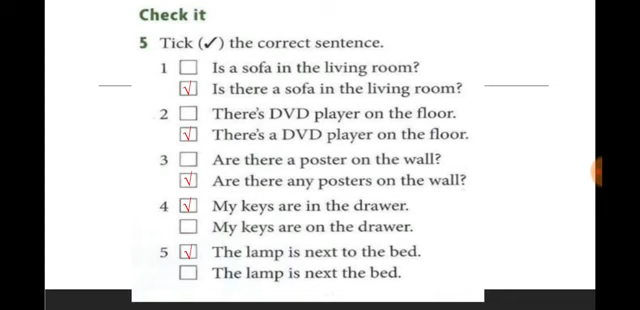 Check it
5 Tick (✓) the correct sentence.
1 ☐ Is a sofa in the living room?
☑ Is there a sofa in the living room?
2 ☐ There's DVD player on the floor.
☑ There's a DVD player on the floor.
3 ☐ Are there a poster on the wall?
☑ Are there any posters on the wall?
4 ☑ My keys are in the drawer.
☐ My keys are on the drawer.
5 ☑ The lamp is next to the bed.
☐ The lamp is next the bed.